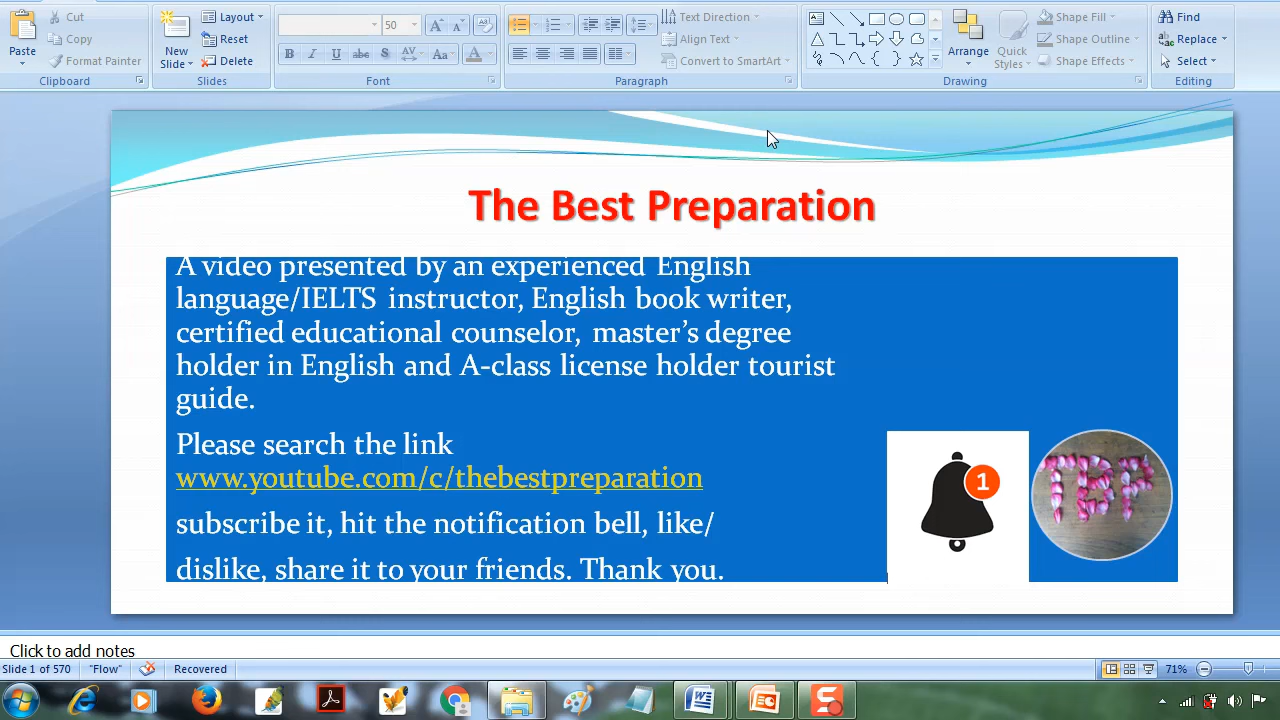 Cut
Copy
Format Painter
Paste
Clipboard
New
Slide
Layout
Reset
Delete
Slides
50
B I U abc S AV Aa A
Font
Text Direction
Align Text
Convert to SmartArt
Paragraph
Arrange
Quick
Styles
Shape Fill
Shape Outline
Shape Effects
Drawing
Find
Replace
Select
Editing
The Best Preparation
A video presented by an experienced English
language/IELTS instructor, English book writer,
certified educational counselor, master's degree
holder in English and A-class license holder tourist
guide.
Please search the link
www.youtube.com/c/thebestpreparation
subscribe it, hit the notification bell, like/
dislike, share it to your friends. Thank you.
1
TBP
Click to add notes
Slide 1 of 570
"Flow"
Recovered
71%